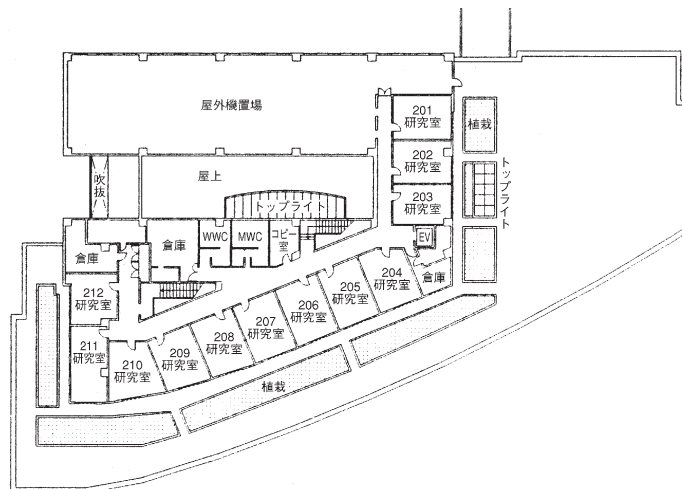 屋外機置場
201
研究室
植栽
202
研究室
トップライト
吹抜
屋上
203
研究室
トップライト
EV
倉庫
WWC
MWC
コピー
室
倉庫
204
研究室
倉庫
205
研究室
212
研究室
206
研究室
207
研究室
208
研究室
211
研究室
209
研究室
210
研究室
植栽